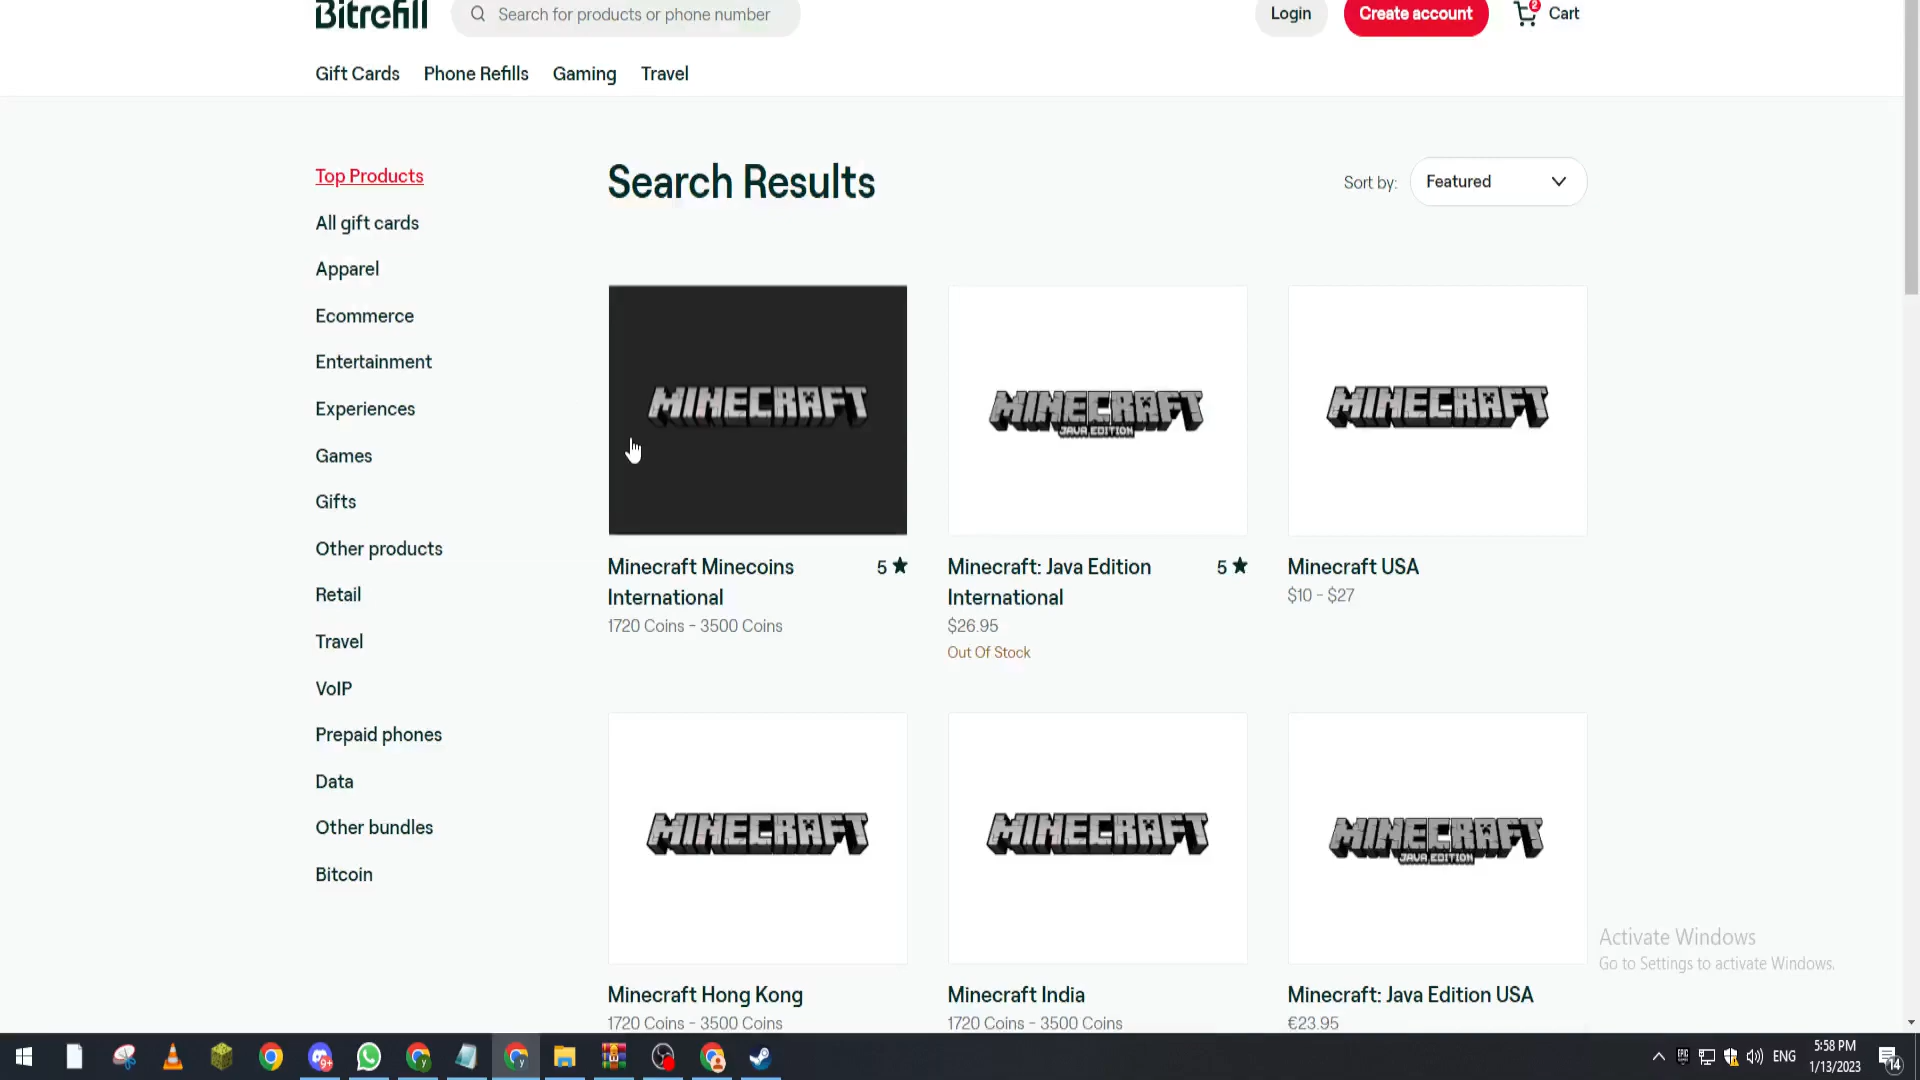 Bitrefill
Search for products or phone number
Login
Create account
2
Cart
Gift Cards
Phone Refills
Gaming
Travel
Top Products
All gift cards
Apparel
Ecommerce
Entertainment
Experiences
Games
Gifts
Other products
Retail
Travel
VoIP
Prepaid phones
Data
Other bundles
Bitcoin
Search Results
Sort by:
Featured
MINECRAFT
MINECRAFT
JAVA EDITION
MINECRAFT
Minecraft Minecoins
International
5
1720 Coins - 3500 Coins
Minecraft: Java Edition
International
5
$26.95
Out Of Stock
Minecraft USA
$10 - $27
MINECRAFT
MINECRAFT
MINECRAFT
JAVA EDITION
Minecraft Hong Kong
1720 Coins - 3500 Coins
Minecraft India
1720 Coins - 3500 Coins
Minecraft: Java Edition USA
€23.95
Activate Windows
Go to Settings to activate Windows.
9+
EPIC
ENG
5:58 PM
1/13/2023
14